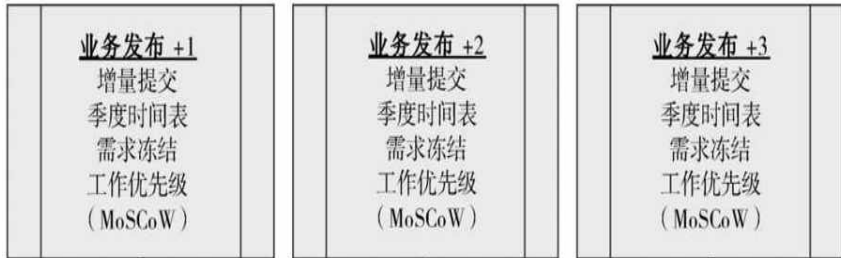 业务发布 +1
增量提交
季度时间表
需求冻结
工作优先级
（MoSCoW）
业务发布 +2
增量提交
季度时间表
需求冻结
工作优先级
（MoSCoW）
业务发布 +3
增量提交
季度时间表
需求冻结
工作优先级
（MoSCoW）